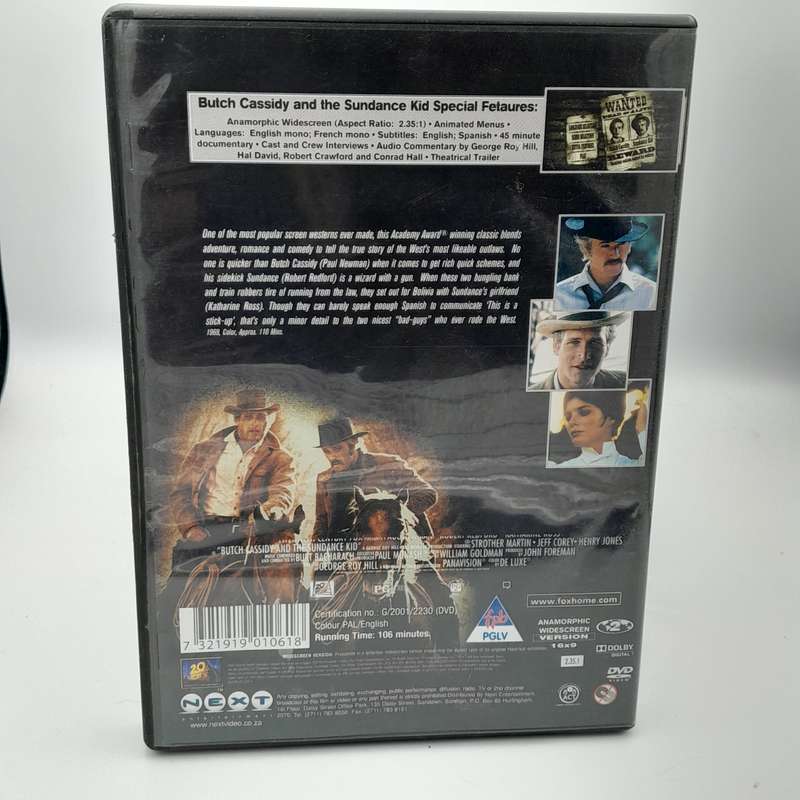 Butch Cassidy and the Sundance Kid Special Fetaures:
Anamorphic Widescreen (Aspect Ratio: 2.35:1) • Animated Menus •
Languages: English mono; French mono • Subtitles: English; Spanish • 45 minute
documentary • Cast and Crew Interviews • Audio Commentary by George Roy Hill,
Hal David, Robert Crawford and Conrad Hall • Theatrical Trailer
WANTED
REWARD
One of the most popular screen westerns ever made, this Academy Award® winning classic blends
adventure, romance and comedy to tell the true story of the West's most likeable outlaws. No
one is quicker than Butch Cassidy (Paul Newman) when it comes to get rich quick schemes, and
his sidekick Sundance (Robert Redford) is a wizard with a gun. When these two bungling bank
and train robbers tire of running from the law, they set out for Bolivia with Sundance's girlfriend
(Katharine Ross). Though they can barely speak enough Spanish to communicate 'This is a
stick-up', that's only a minor detail to the two nicest "bad-guys" who ever rode the West.
1969, Color, Approx. 110 Mins.
STROTHER MARTIN • JEFF COREY • HENRY JONES
"BUTCH CASSIDY AND THE SUNDANCE KID"
BURT BACHARACH PAUL MONASH WILLIAM GOLDMAN JOHN FOREMAN
GEORGE ROY HILL PANAVISION DE LUXE
PG
www.foxhome.com
Certification no.: G/2001/2230 (DVD)
Colour PAL/English
Running Time: 106 minutes
fpb
PGLV
ANAMORPHIC
WIDESCREEN
VERSION
16x9
2
2.35:1
DOLBY
DIGITAL
DVD
VIDEO
7 321919 010618
NEXT
entertainment
www.nextvideo.co.za
ACT